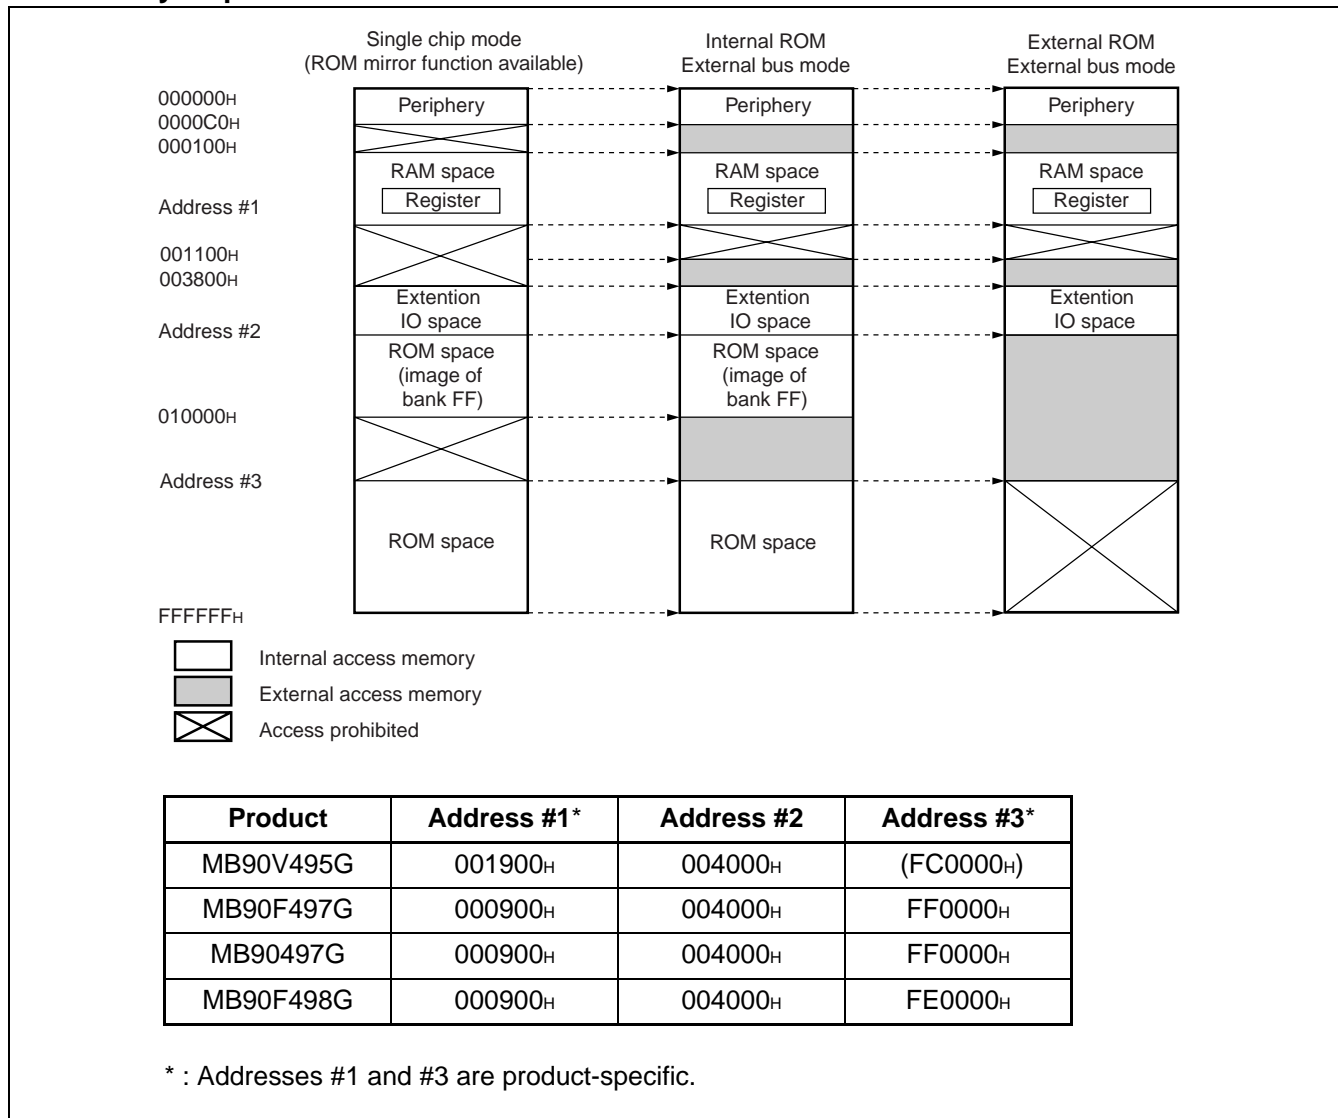 Single chip mode
(ROM mirror function available)
Internal ROM
External bus mode
External ROM
External bus mode
000000H
0000C0H
000100H
Address #1
001100H
003800H
Address #2
010000H
Address #3
FFFFFFH
Periphery
RAM space
Register
Extention
IO space
ROM space
(image of
bank FF)
ROM space
Periphery
RAM space
Register
Extention
IO space
ROM space
(image of
bank FF)
ROM space
Periphery
RAM space
Register
Extention
IO space
Internal access memory
External access memory
Access prohibited
Product Address #1* Address #2 Address #3*
MB90V495G 001900H 004000H (FC0000H)
MB90F497G 000900H 004000H FF0000H
MB90497G 000900H 004000H FF0000H
MB90F498G 000900H 004000H FE0000H
* : Addresses #1 and #3 are product-specific.